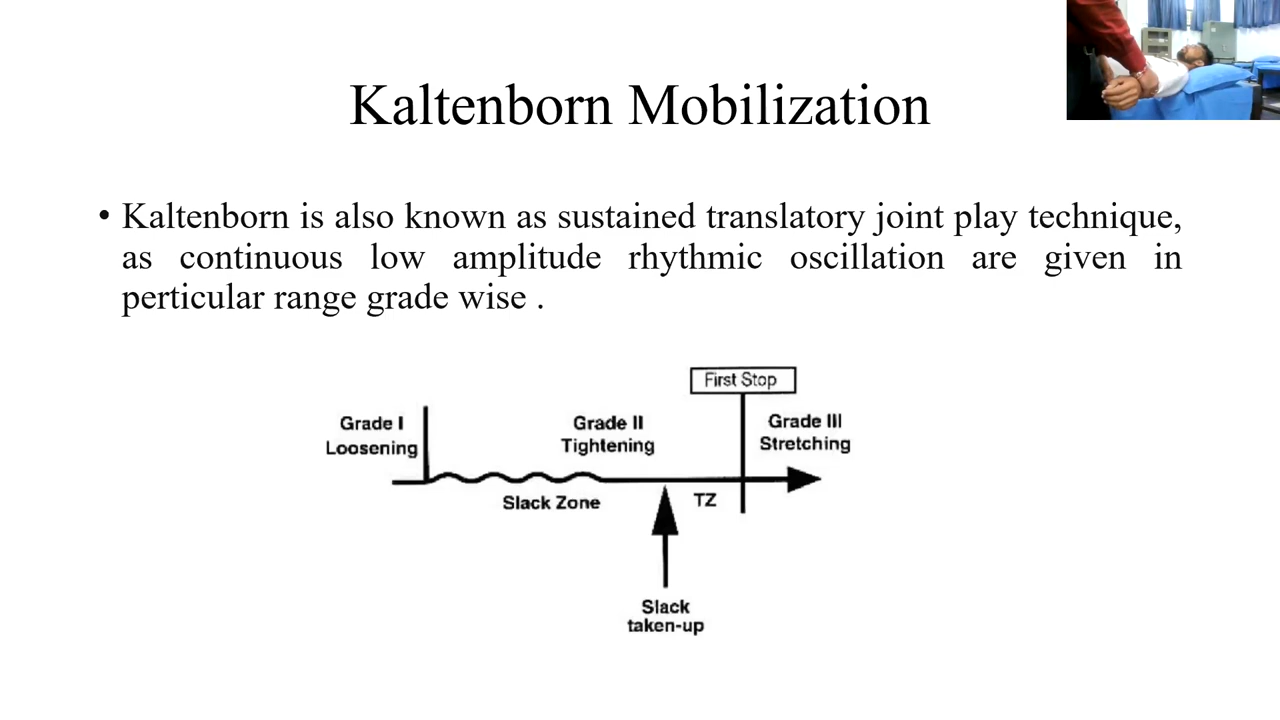 Kaltenborn Mobilization
• Kaltenborn is also known as sustained translatory joint play technique,
as continuous low amplitude rhythmic oscillation are given in
perticular range grade wise .
First Stop
Grade I
Loosening
Grade II
Tightening
Grade III
Stretching
Slack Zone
TZ
Slack
taken-up